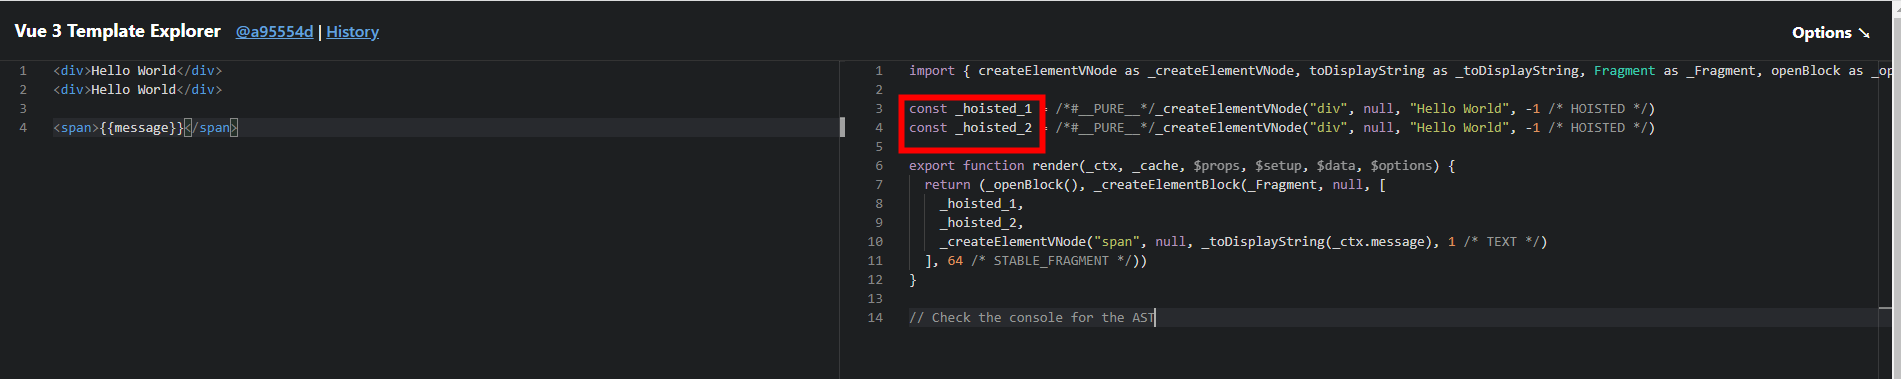 Vue 3 Template Explorer @a95554d | History
Options ↘
1 <div>Hello World</div>
2 <div>Hello World</div>
3
4 <span>{{message}}</span>
1 import { createElementVNode as _createElementVNode, toDisplayString as _toDisplayString, Fragment as _Fragment, openBlock as _op
2
3 const _hoisted_1 = /*#__PURE__*/_createElementVNode("div", null, "Hello World", -1 /* HOISTED */)
4 const _hoisted_2 = /*#__PURE__*/_createElementVNode("div", null, "Hello World", -1 /* HOISTED */)
5
6 export function render(_ctx, _cache, $props, $setup, $data, $options) {
7 return (_openBlock(), _createElementBlock(_Fragment, null, [
8 _hoisted_1,
9 _hoisted_2,
10 _createElementVNode("span", null, _toDisplayString(_ctx.message), 1 /* TEXT */)
11 ], 64 /* STABLE_FRAGMENT */))
12 }
13
14 // Check the console for the AST